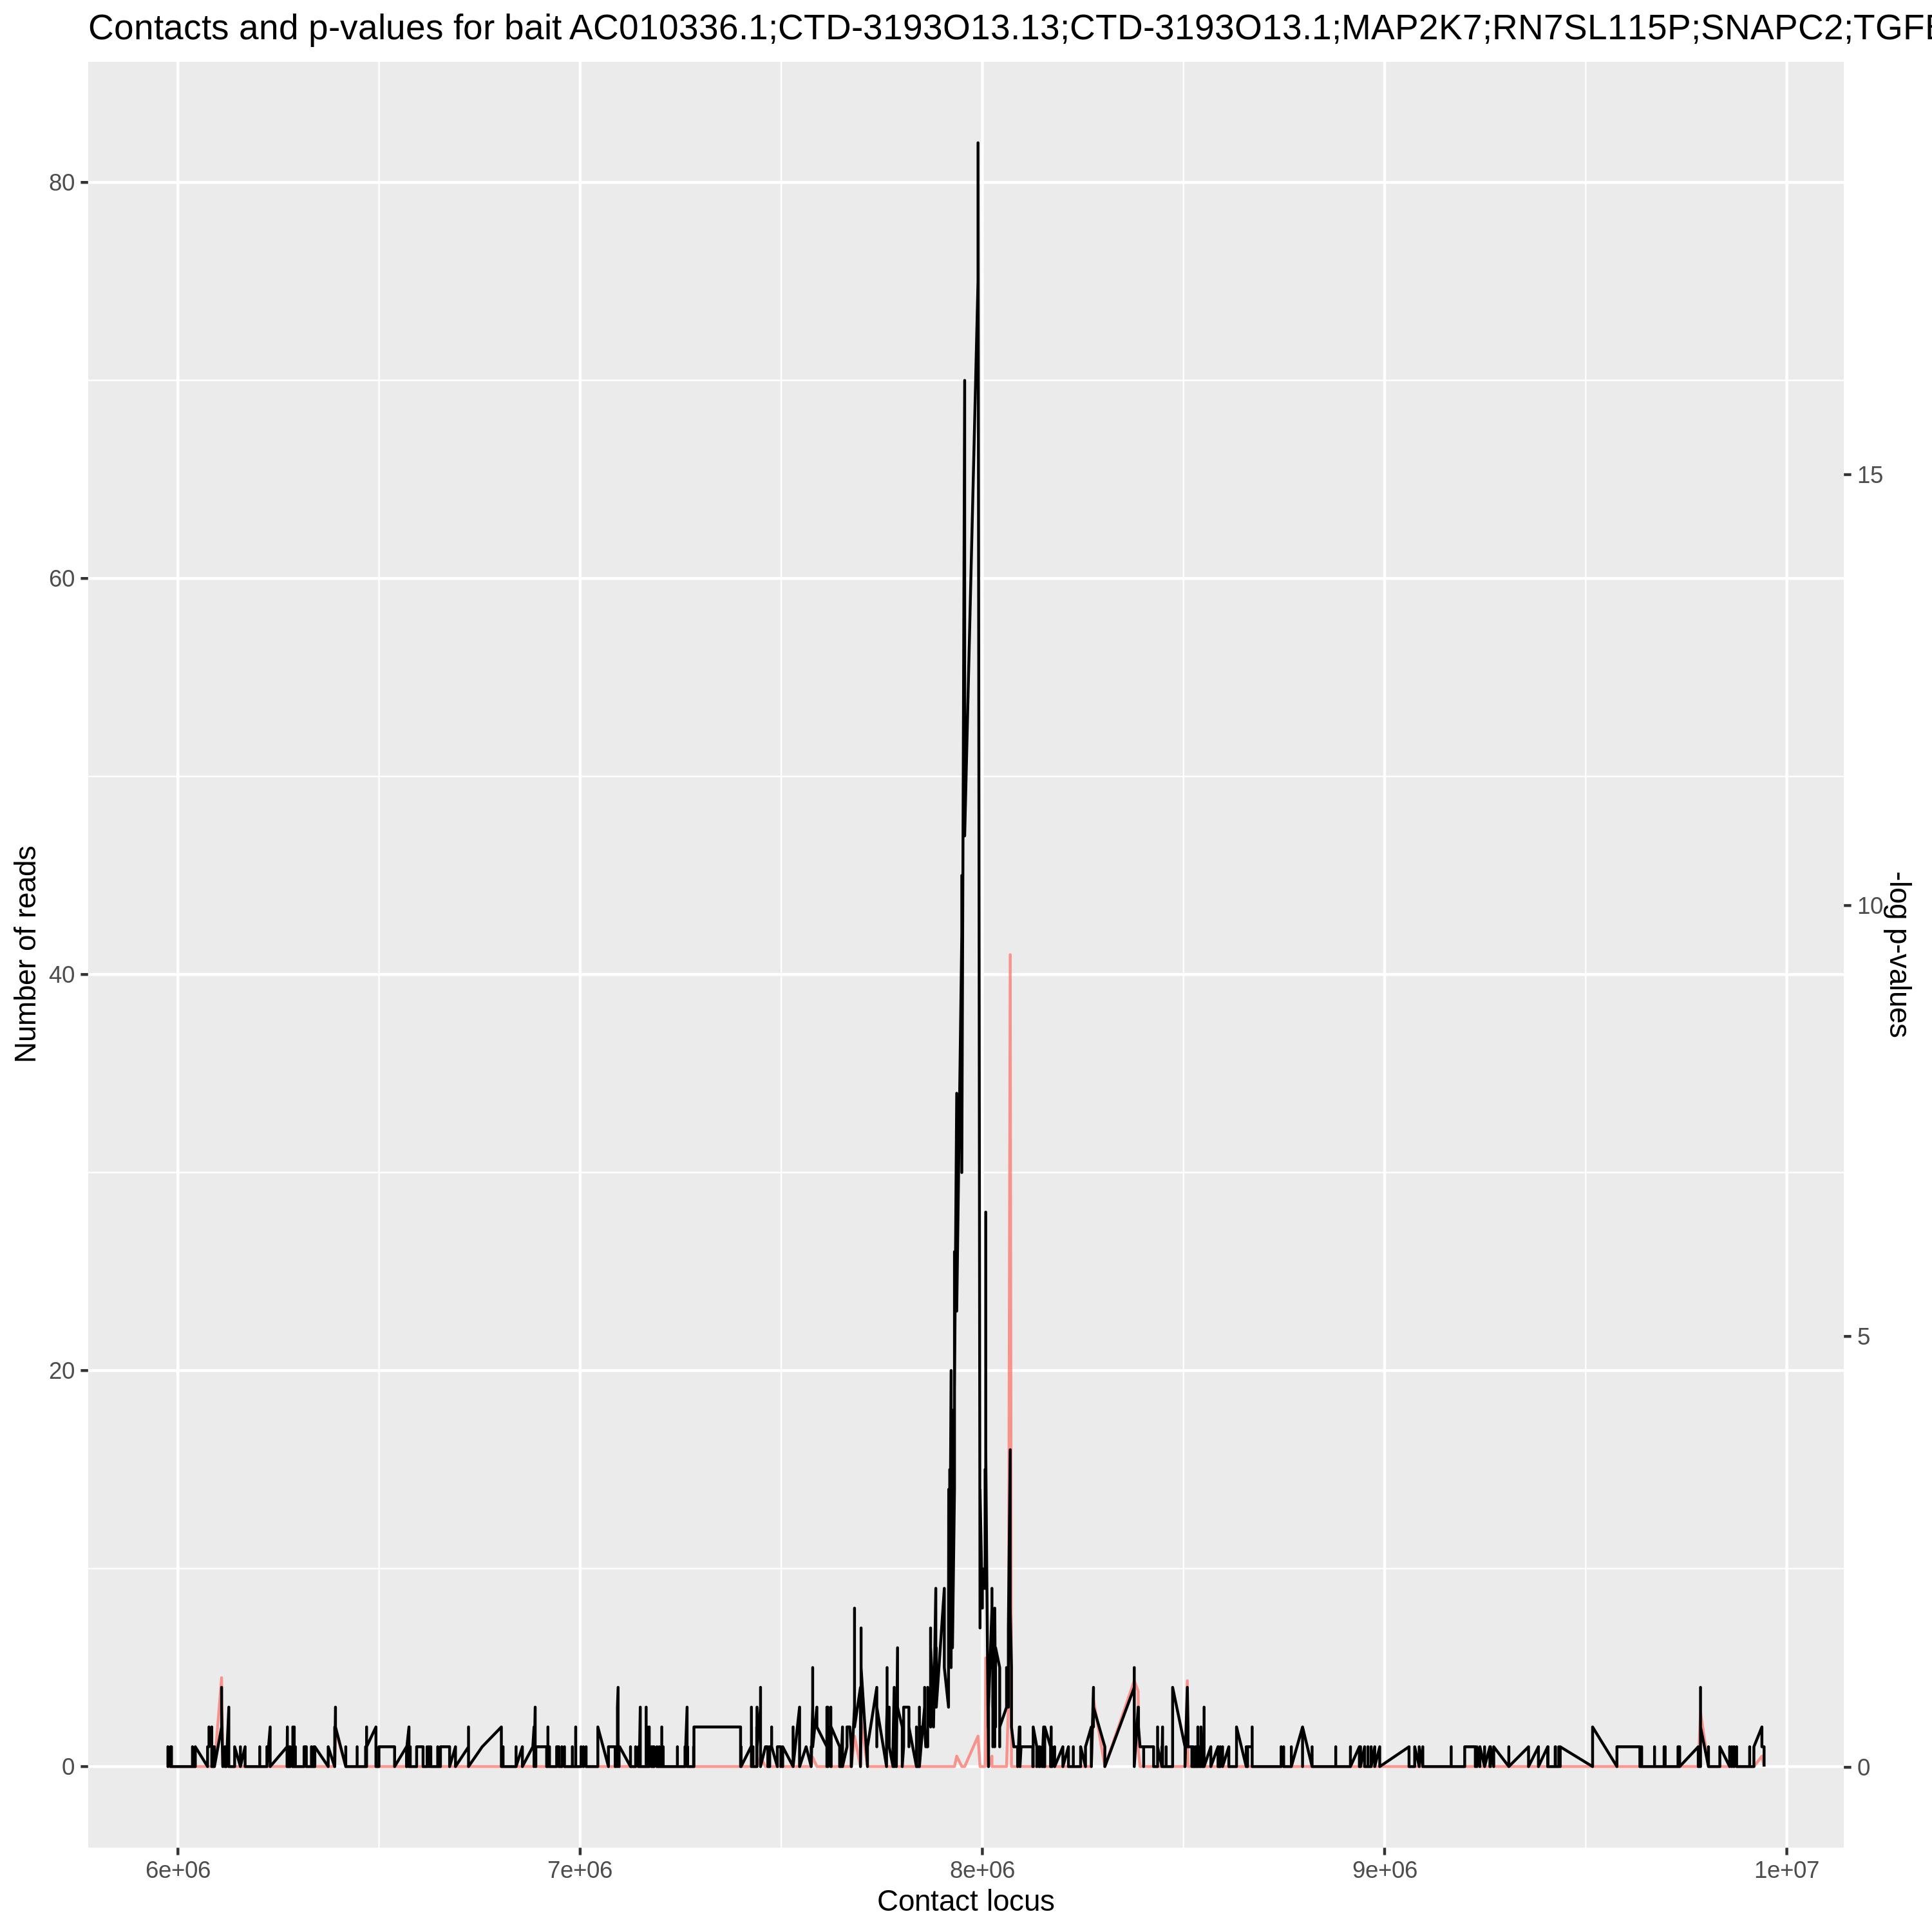 Contacts and p-values for bait AC010336.1;CTD-3193O13.13;CTD-3193O13.1;MAP2K7;RN7SL115P;SNAPC2;TGF
80
60
40
20
0
Number of reads
15
10
5
0
-log p-values
6e+06 7e+06 8e+06 9e+06 1e+07
Contact locus